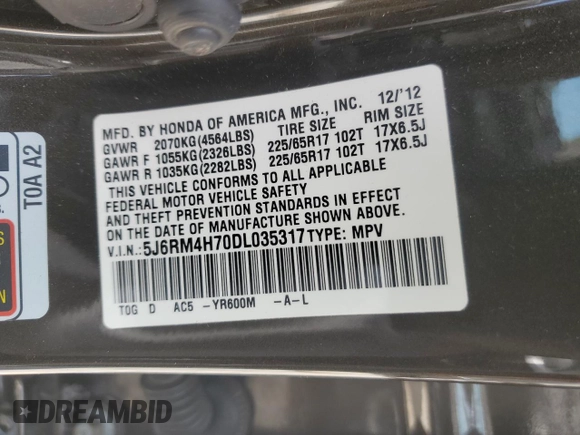 MFD. BY HONDA OF AMERICA MFG., INC. 12/'12
GVWR 2070KG(4564LBS) TIRE SIZE RIM SIZE
GAWR F 1055KG(2326LBS) 225/65R17 102T 17X6.5J
GAWR R 1035KG(2282LBS) 225/65R17 102T 17X6.5J
THIS VEHICLE CONFORMS TO ALL APPLICABLE
FEDERAL MOTOR VEHICLE SAFETY
AND THEFT PREVENTION STANDARDS IN EFFECT
ON THE DATE OF MANUFACTURE SHOWN ABOVE.
V.I.N.: 5J6RM4H70DL035317 TYPE: MPV
T0G D AC5 -YR600M -A-L
T0A A2
DREAMBID